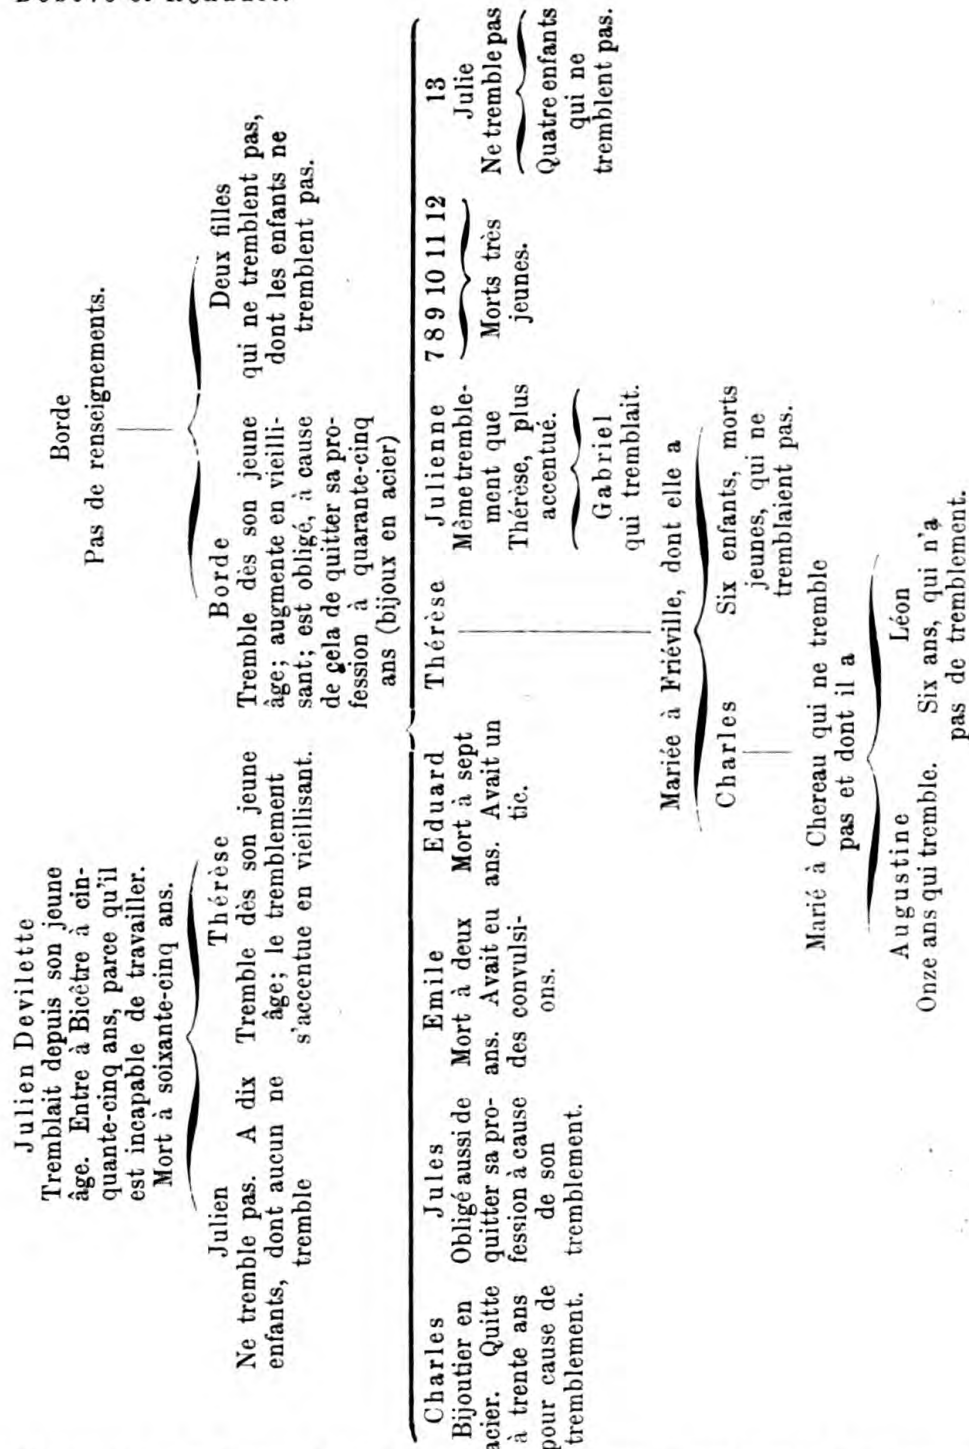 Julien Devilette
Tremblait depuis son jeune
âge. Entre à Bicêtre à cin-
quante-cinq ans, parce qu'il
est incapable de travailler.
Mort à soixante-cinq ans.
Borde
Pas de renseignements.
Julien
Ne tremble pas. A dix
enfants, dont aucun ne
tremble
Thérèse
Tremble dès son jeune
âge; le tremblement
s'accentue en vieillisant.
Borde
Tremble dès son jeune
âge; augmente en vieilli-
sant; est obligé, à cause
de cela de quitter sa pro-
fession à quarante-cinq
ans (bijoux en acier)
Deux filles
qui ne tremblent pas,
dont les enfants ne
tremblent pas.
Charles
Bijoutier en
acier. Quitte
à trente ans
pour cause de
tremblement.
Jules
Obligé aussi de
quitter sa pro-
fession à cause
de son
tremblement.
Emile
Mort à deux
ans. Avait eu
des convulsi-
ons.
Eduard
Mort à sept
ans. Avait un
tic.
Thérèse
Julienne
Même tremble-
ment que
Thérèse, plus
accentué.
Gabriel
qui tremblait.
7 8 9 10 11 12
Morts très
jeunes.
13
Julie
Ne tremble pas
Quatre enfants
qui ne
tremblent pas.
Mariée à Friéville, dont elle a
Charles
Six enfants, morts
jeunes, qui ne
tremblaient pas.
Marié à Chereau qui ne tremble
pas et dont il a
Augustine
Onze ans qui tremble.
Léon
Six ans, qui n'a
pas de tremblement.